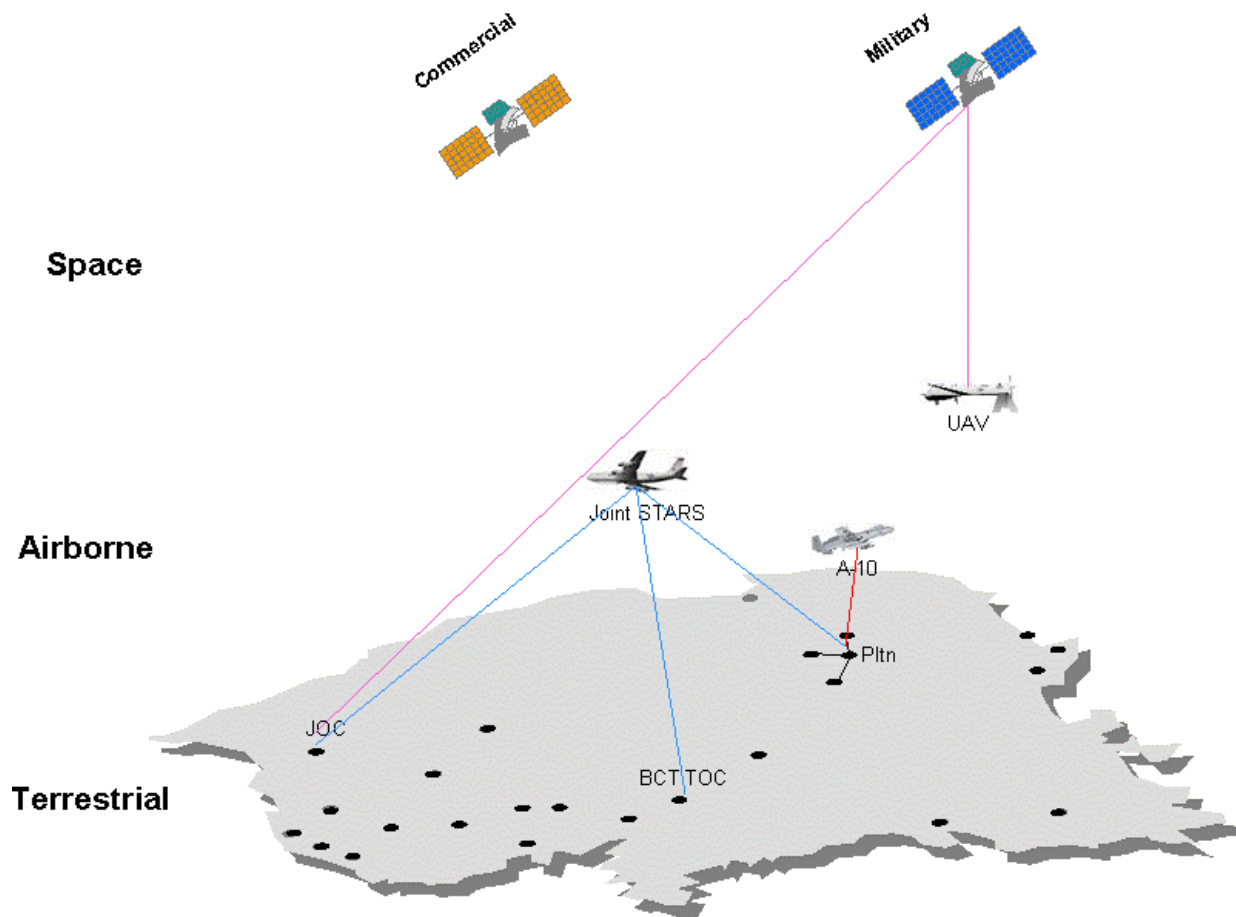 Commercial
Military
Space
UAV
Joint STARS
Airborne
A-10
Pltn
JOC
BCT TOC
Terrestrial